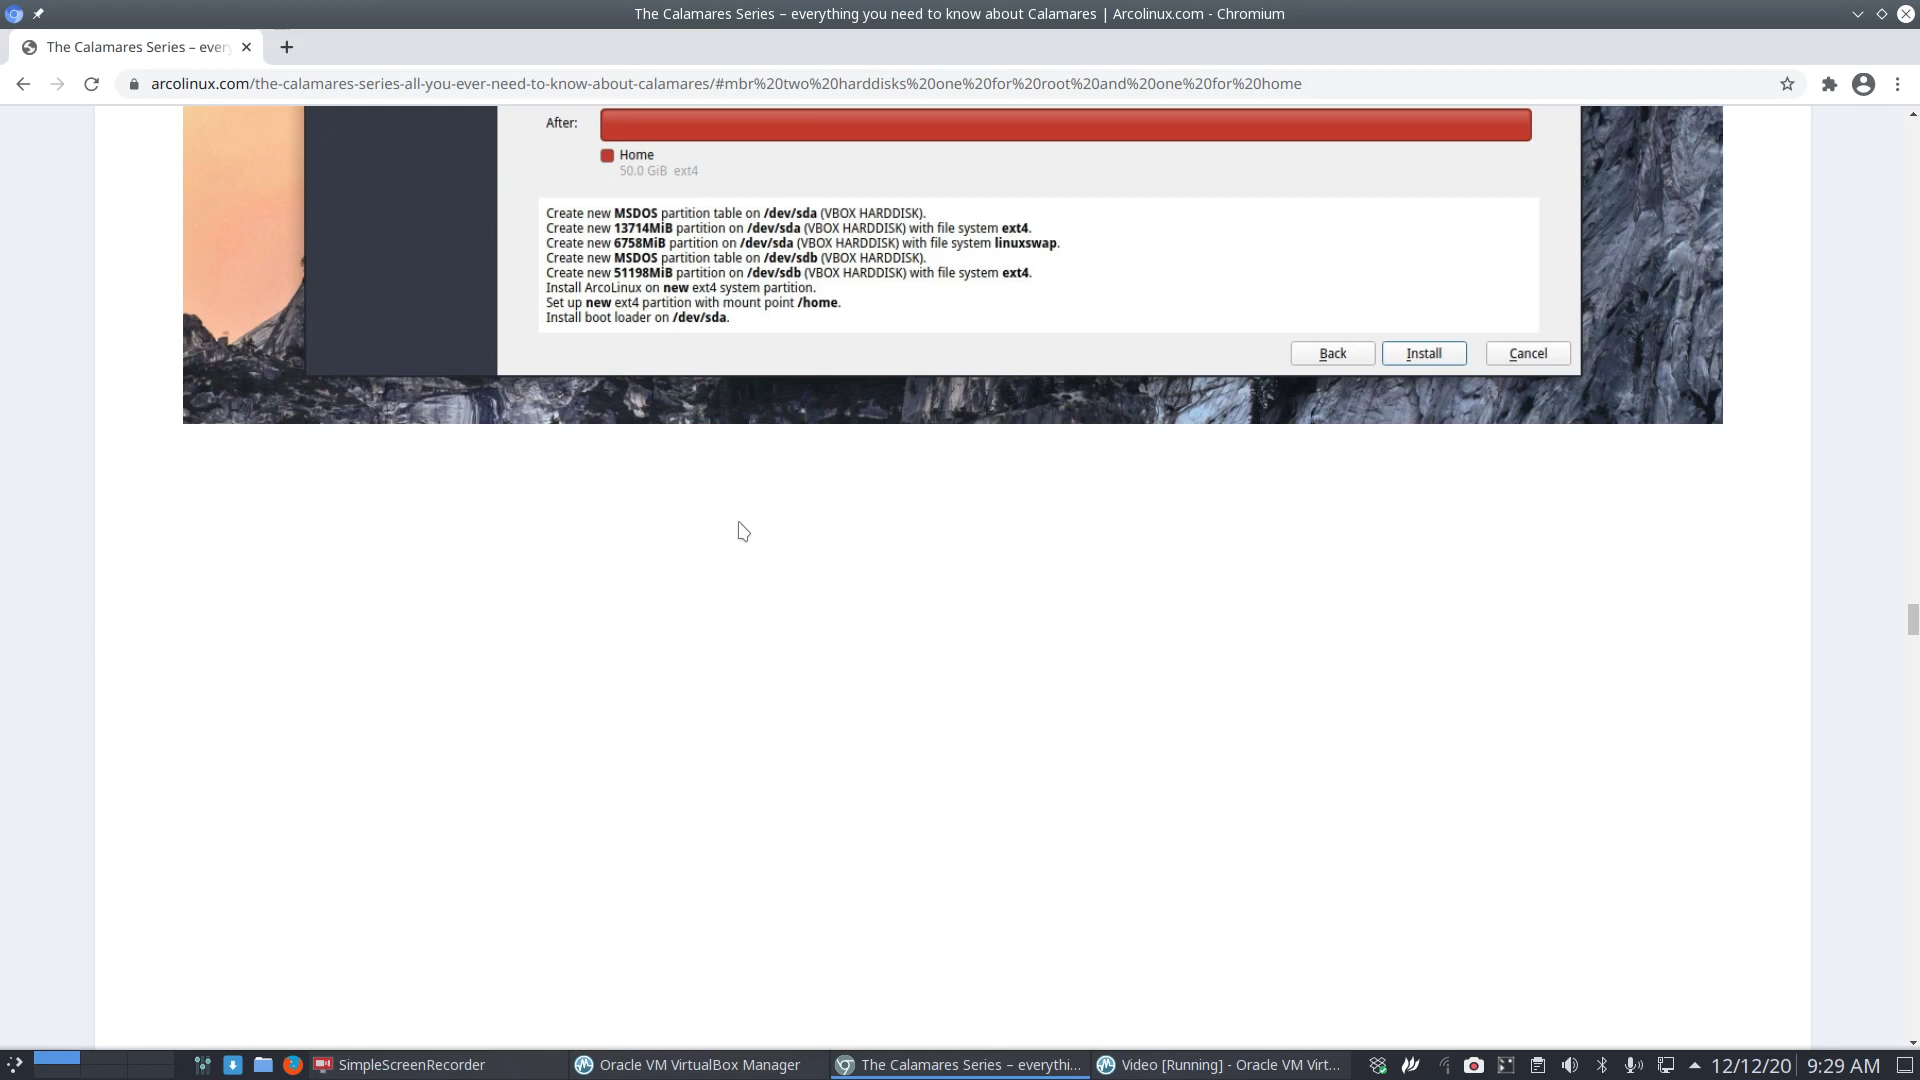 The Calamares Series – everything you need to know about Calamares | Arcolinux.com - Chromium
The Calamares Series – every
arcolinux.com/the-calamares-series-all-you-ever-need-to-know-about-calamares/#mbr%20two%20harddisks%20one%20for%20root%20and%20one%20for%20home
After:
Home
50.0 GiB ext4
Create new MSDOS partition table on /dev/sda (VBOX HARDDISK).
Create new 13714MiB partition on /dev/sda (VBOX HARDDISK) with file system ext4.
Create new 6758MiB partition on /dev/sda (VBOX HARDDISK) with file system linuxswap.
Create new MSDOS partition table on /dev/sdb (VBOX HARDDISK).
Create new 51198MiB partition on /dev/sdb (VBOX HARDDISK) with file system ext4.
Install ArcoLinux on new ext4 system partition.
Set up new ext4 partition with mount point /home.
Install boot loader on /dev/sda.
Back Install Cancel
SimpleScreenRecorder Oracle VM VirtualBox Manager The Calamares Series – everythi... Video [Running] - Oracle VM Virt... 12/12/20 9:29 AM